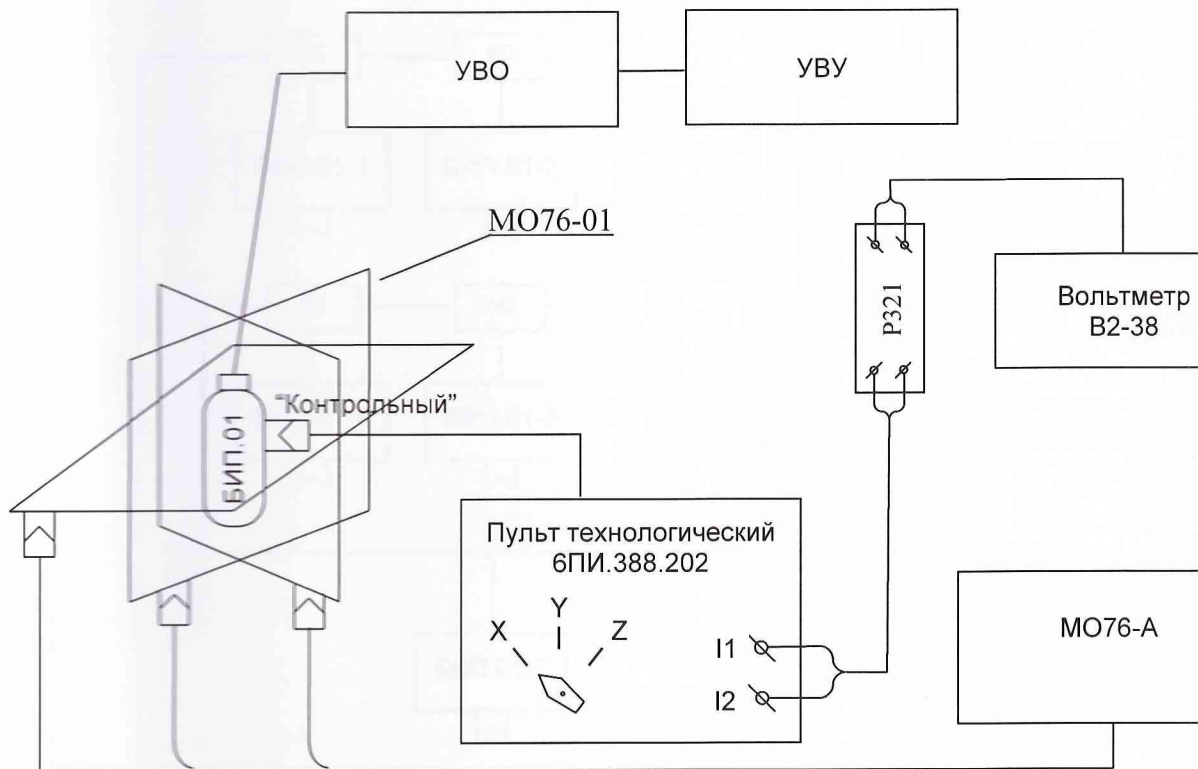 УВО
УВУ
МО76-01
Р321
Вольтметр
В2-38
"Контрольный"
БИП.01
Пульт технологический
6ПИ.388.202
X
Y
Z
I1
I2
МО76-А